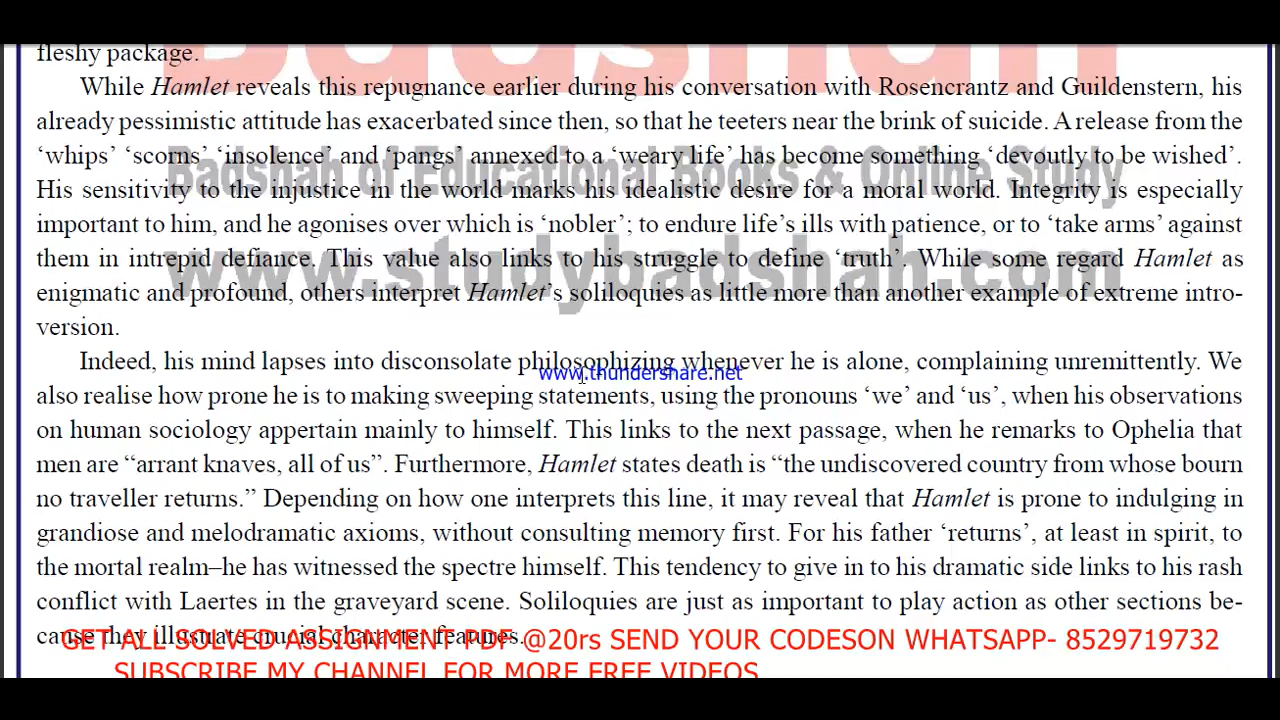 fleshy package.
While Hamlet reveals this repugnance earlier during his conversation with Rosencrantz and Guildenstern, his
already pessimistic attitude has exacerbated since then, so that he teeters near the brink of suicide. A release from the
‘whips’ ‘scorns’ ‘insolence’ and ‘pangs’ annexed to a ‘weary life’ has become something ‘devoutly to be wished’.
Badshah of Educational Books & Online Study
His sensitivity to the injustice in the world marks his idealistic desire for a moral world. Integrity is especially
important to him, and he agonises over which is ‘nobler’; to endure life’s ills with patience, or to ‘take arms’ against
them in intrepid defiance. This value also links to his struggle to define ‘truth’. While some regard Hamlet as
www.studybadshah.com
enigmatic and profound, others interpret Hamlet’s soliloquies as little more than another example of extreme intro-
version.
Indeed, his mind lapses into disconsolate philosophizing whenever he is alone, complaining unremittently. We
www.thundershare.net
also realise how prone he is to making sweeping statements, using the pronouns ‘we’ and ‘us’, when his observations
on human sociology appertain mainly to himself. This links to the next passage, when he remarks to Ophelia that
men are “arrant knaves, all of us”. Furthermore, Hamlet states death is “the undiscovered country from whose bourn
no traveller returns.” Depending on how one interprets this line, it may reveal that Hamlet is prone to indulging in
grandiose and melodramatic axioms, without consulting memory first. For his father ‘returns’, at least in spirit, to
the mortal realm–he has witnessed the spectre himself. This tendency to give in to his dramatic side links to his rash
conflict with Laertes in the graveyard scene. Soliloquies are just as important to play action as other sections be-
cause they illustrate crucial character features.
GET ALL SOLVED ASSIGNMENT PDF @20rs SEND YOUR CODESON WHATSAPP- 8529719732
SUBSCRIBE MY CHANNEL FOR MORE FREE VIDEOS